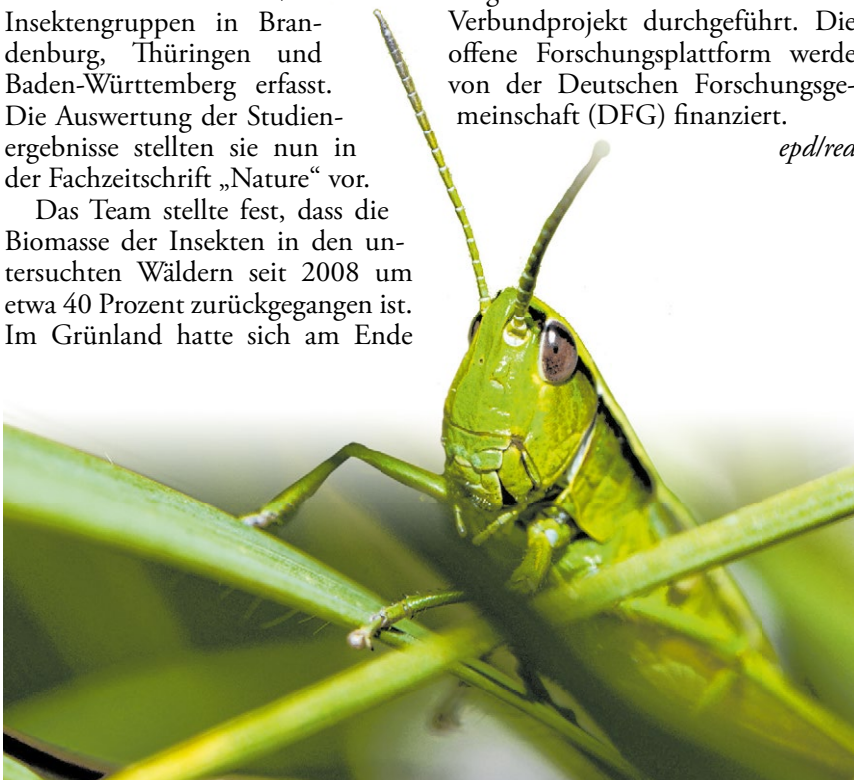 Insektengruppen in Bran-
denburg, Thüringen und
Baden-Württemberg erfasst.
Die Auswertung der Studien-
ergebnisse stellten sie nun in
der Fachzeitschrift „Nature“ vor.
Das Team stellte fest, dass die
Biomasse der Insekten in den un-
tersuchten Wäldern seit 2008 um
etwa 40 Prozent zurückgegangen ist.
Im Grünland hatte sich am Ende
Verbundprojekt durchgeführt. Die
offene Forschungsplattform werde
von der Deutschen Forschungsge-
meinschaft (DFG) finanziert.
epd/red